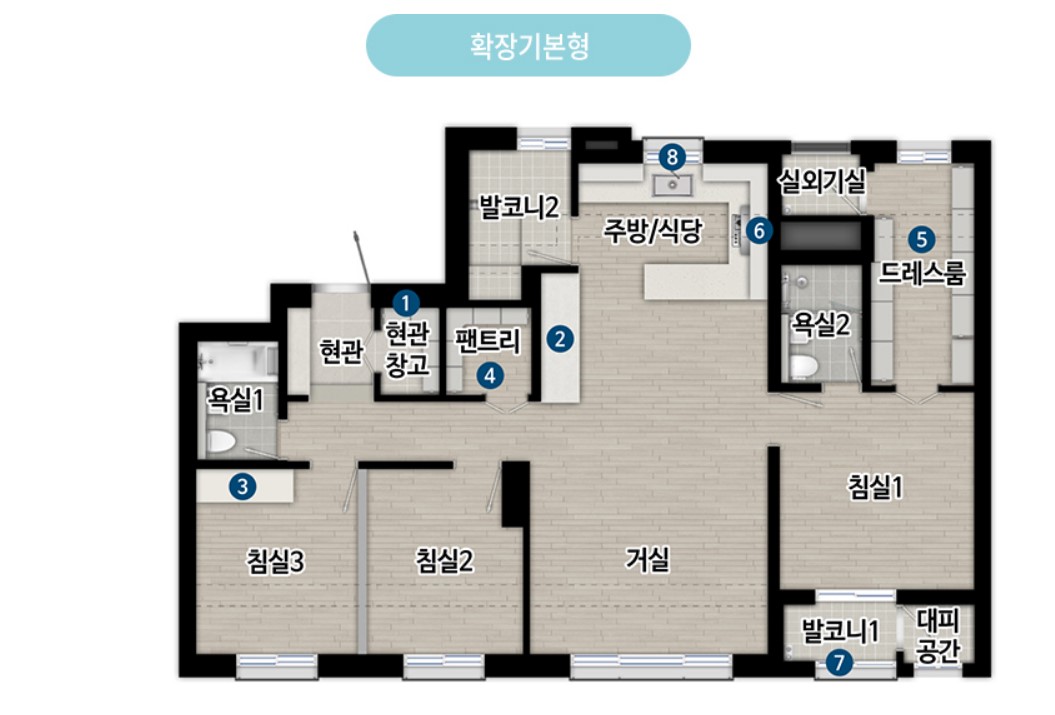 확장기본형
8
실외기실
발코니2
주방/식당
6
5
드레스룸
1
현관
창고
현관
팬트리
4
2
욕실2
욕실1
3
침실1
침실3
침실2
거실
발코니1
7
대피
공간